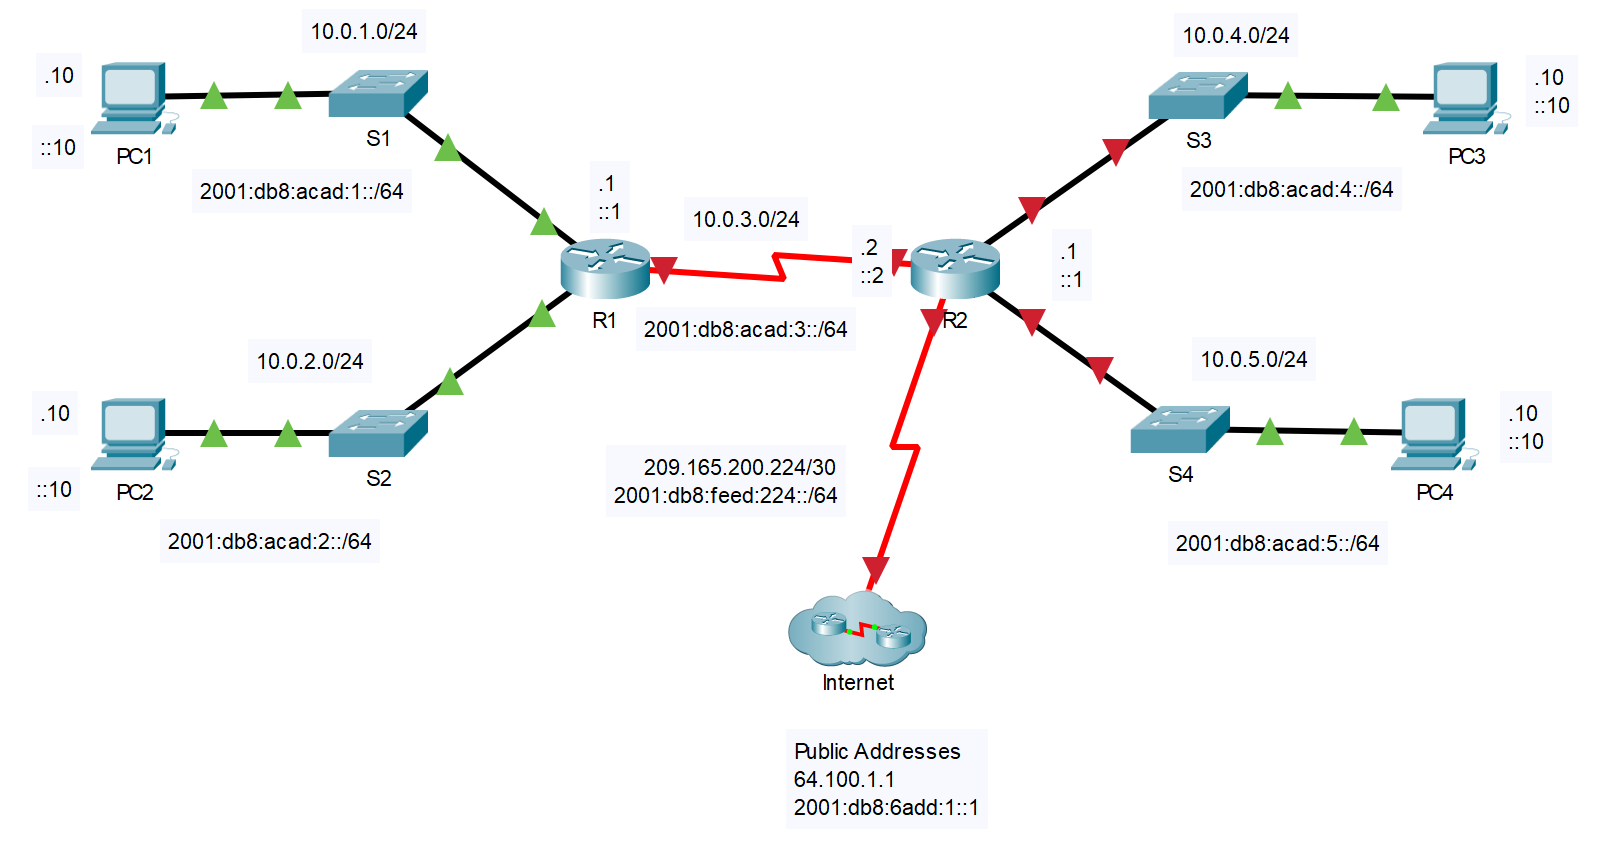 10.0.1.0/24
.10
::10
PC1
S1
2001:db8:acad:1::/64
.1
::1
10.0.3.0/24
R1
2001:db8:acad:3::/64
10.0.2.0/24
.10
::10
PC2
S2
2001:db8:acad:2::/64
.2
::2
R2
.1
::1
10.0.4.0/24
S3
.10
::10
PC3
2001:db8:acad:4::/64
10.0.5.0/24
S4
.10
::10
PC4
2001:db8:acad:5::/64
209.165.200.224/30
2001:db8:feed:224::/64
Internet
Public Addresses
64.100.1.1
2001:db8:6add:1::1